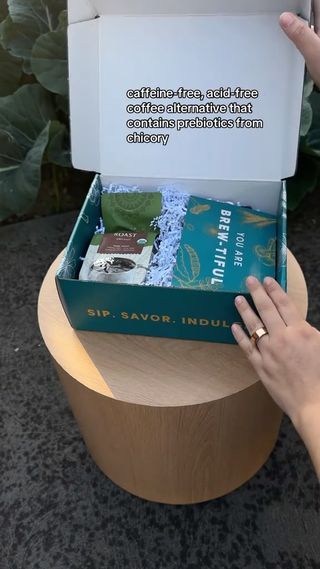 caffeine-free, acid-free
coffee alternative that
contains prebiotics from
chicory
ROAST
YOU ARE
BREW-TIFUL
SIP. SAVOR. INDUL